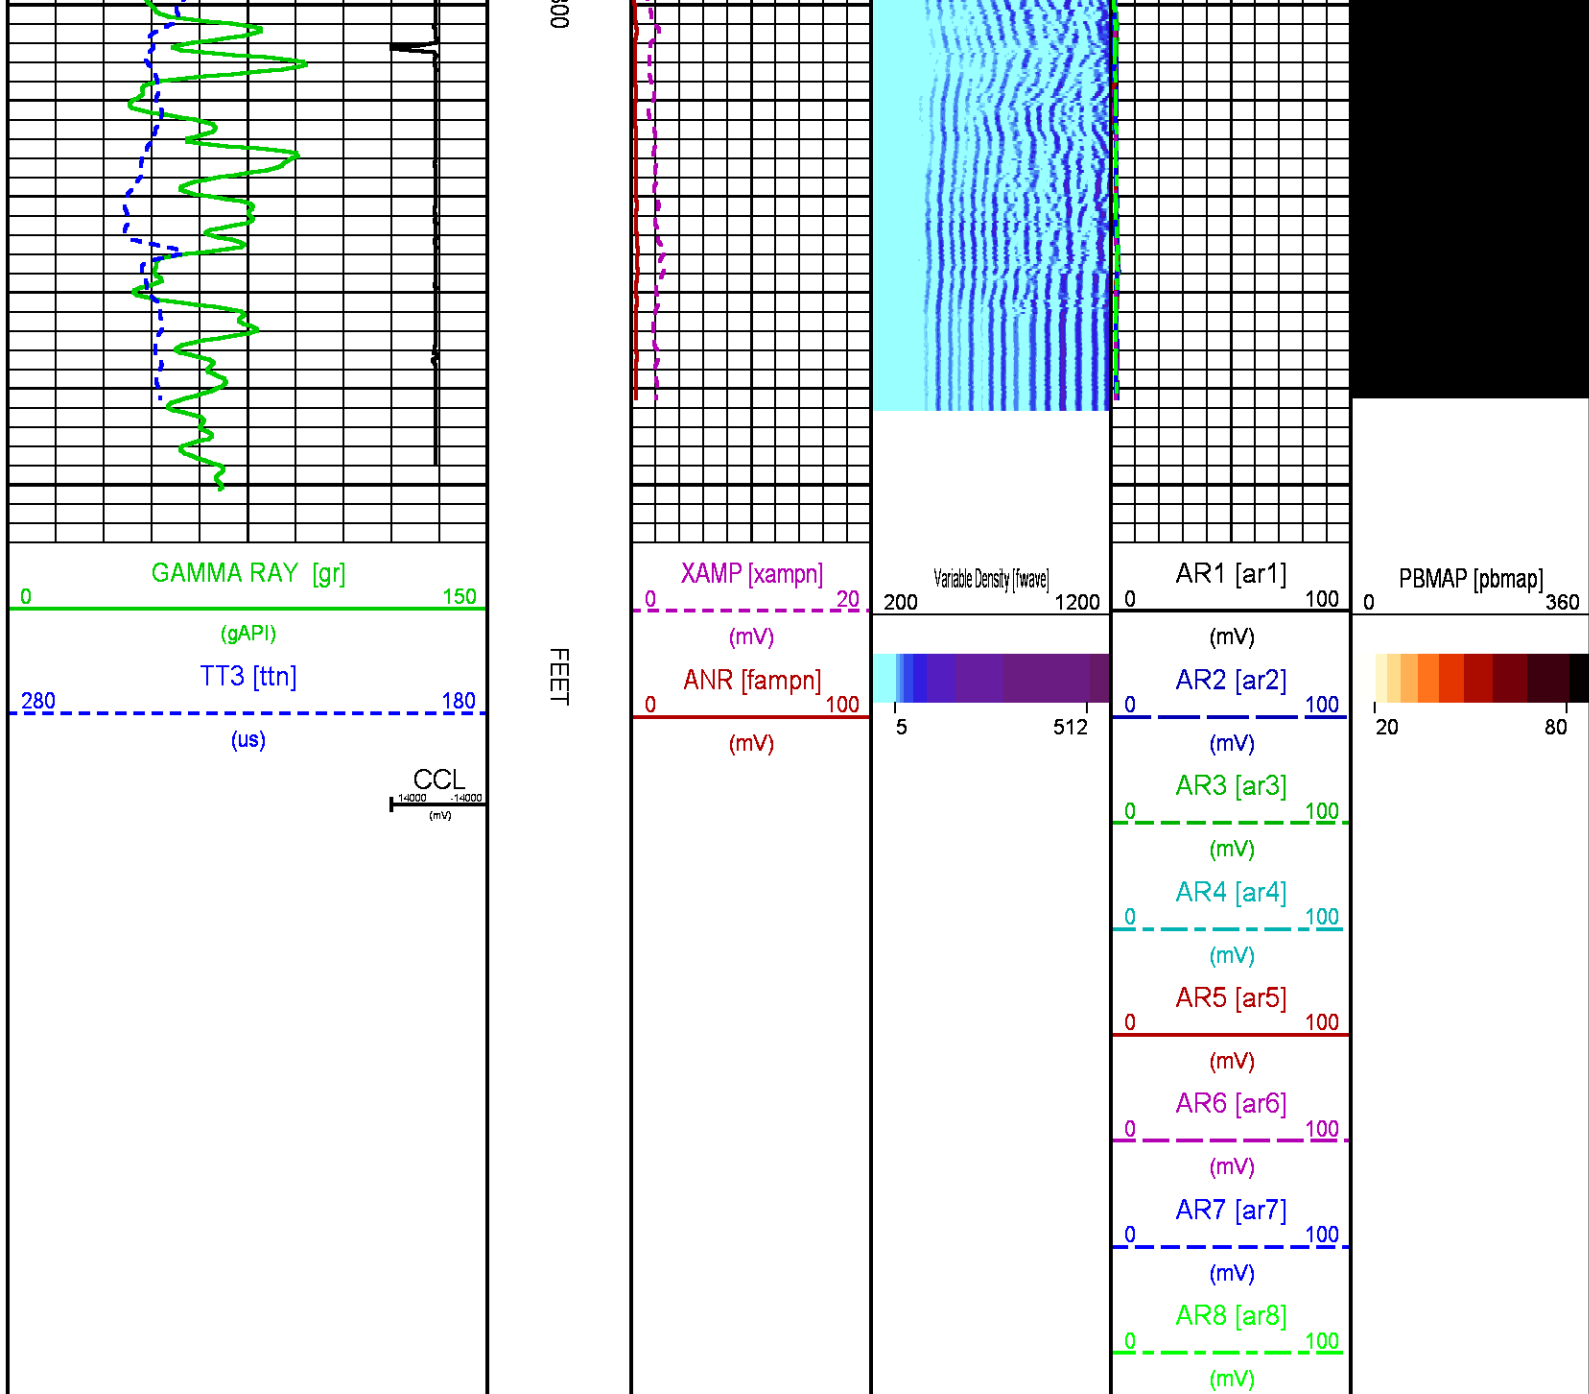 GAMMA RAY [gr]
0 150
(gAPI)
TT3 [ttn]
280 180
(us)
CCL
14000 -14000
(mV)
FEET
XAMP [xampn]
0 20
(mV)
ANR [fampn]
0 100
(mV)
Variable Density [fwave]
200 1200
5 512
AR1 [ar1]
0 100
(mV)
AR2 [ar2]
0 100
(mV)
AR3 [ar3]
0 100
(mV)
AR4 [ar4]
0 100
(mV)
AR5 [ar5]
0 100
(mV)
AR6 [ar6]
0 100
(mV)
AR7 [ar7]
0 100
(mV)
AR8 [ar8]
0 100
(mV)
PBMAP [pbmap]
0 360
20 80